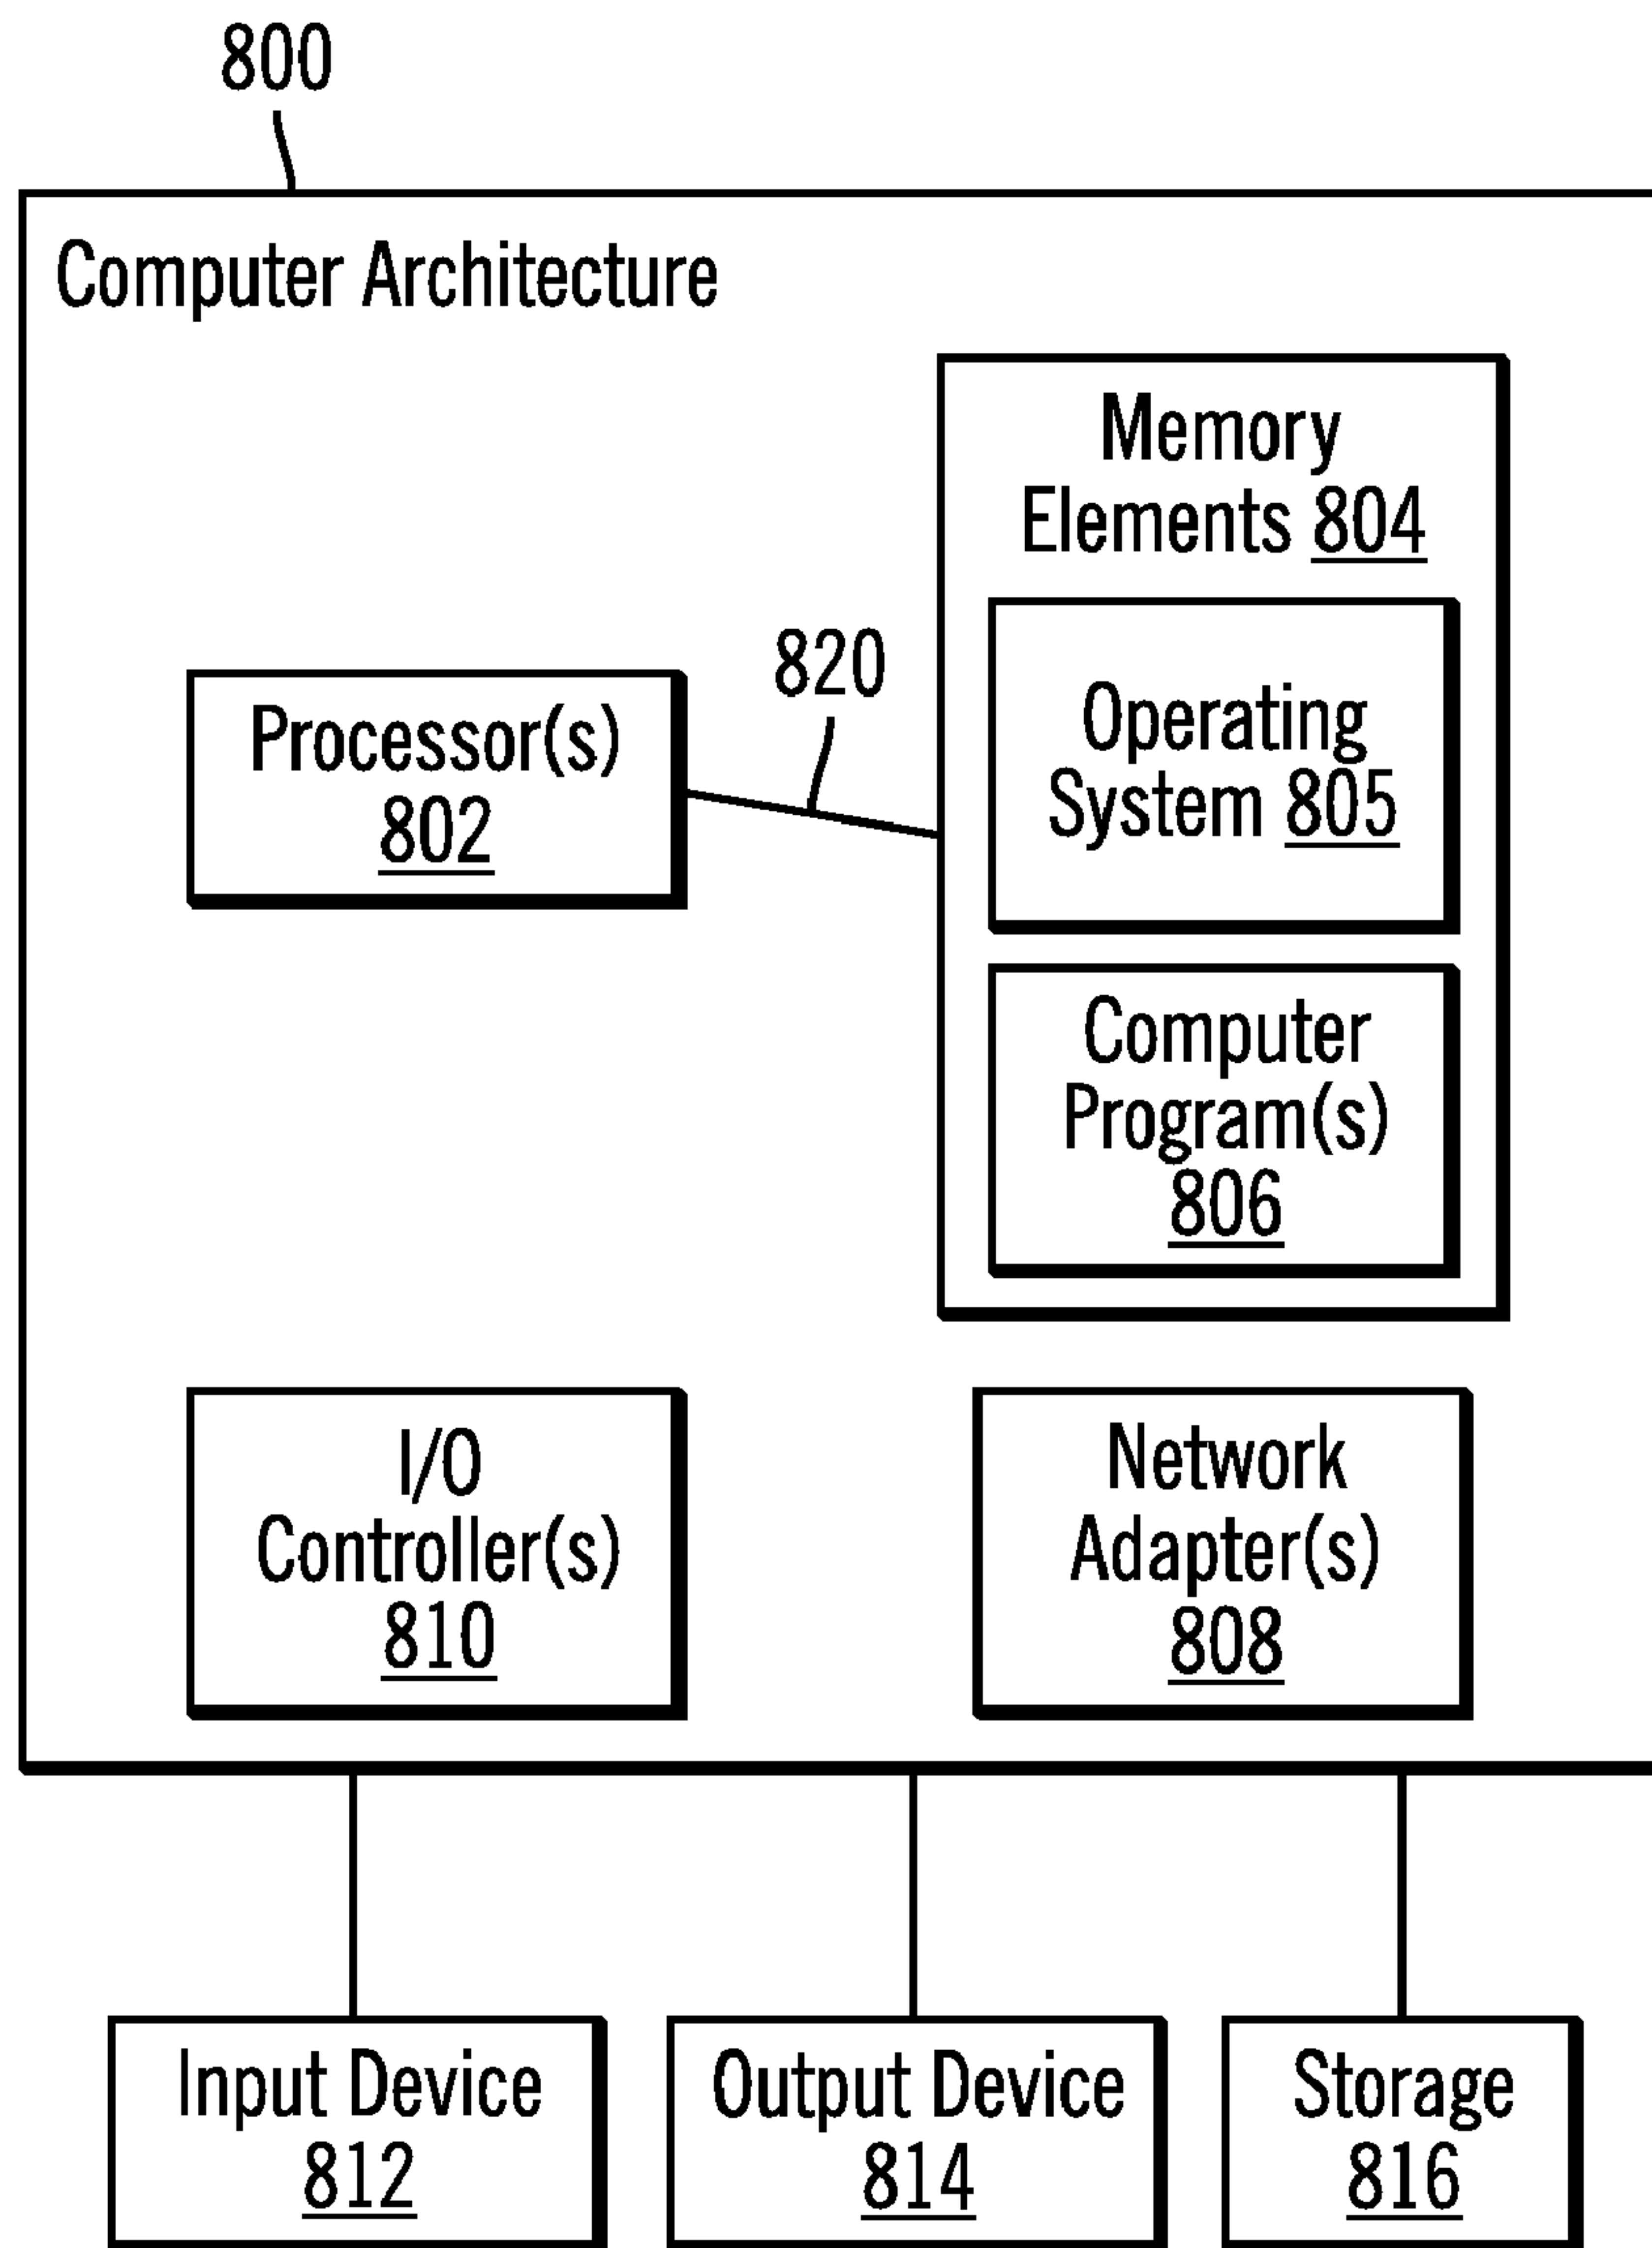 800
Computer Architecture
Memory
Elements 804
820
Operating
System 805
Processor(s)
802
Computer
Program(s)
806
I/O
Controller(s)
810
Network
Adapter(s)
808
Input Device
812
Output Device
814
Storage
816